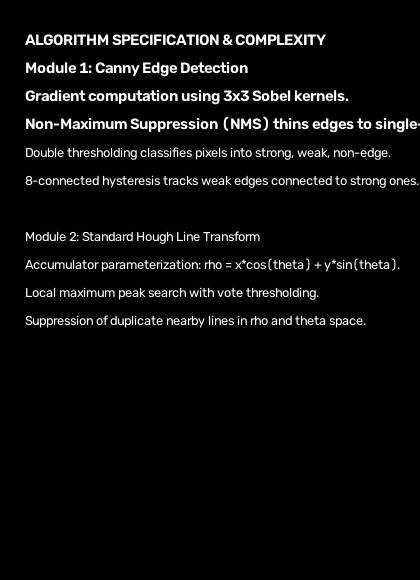 ALGORITHM SPECIFICATION & COMPLEXITY
Module 1: Canny Edge Detection
Gradient computation using 3x3 Sobel kernels.
Non-Maximum Suppression (NMS) thins edges to single-
Double thresholding classifies pixels into strong, weak, non-edge.
8-connected hysteresis tracks weak edges connected to strong ones.
Module 2: Standard Hough Line Transform
Accumulator parameterization: rho = x*cos(theta) + y*sin(theta).
Local maximum peak search with vote thresholding.
Suppression of duplicate nearby lines in rho and theta space.